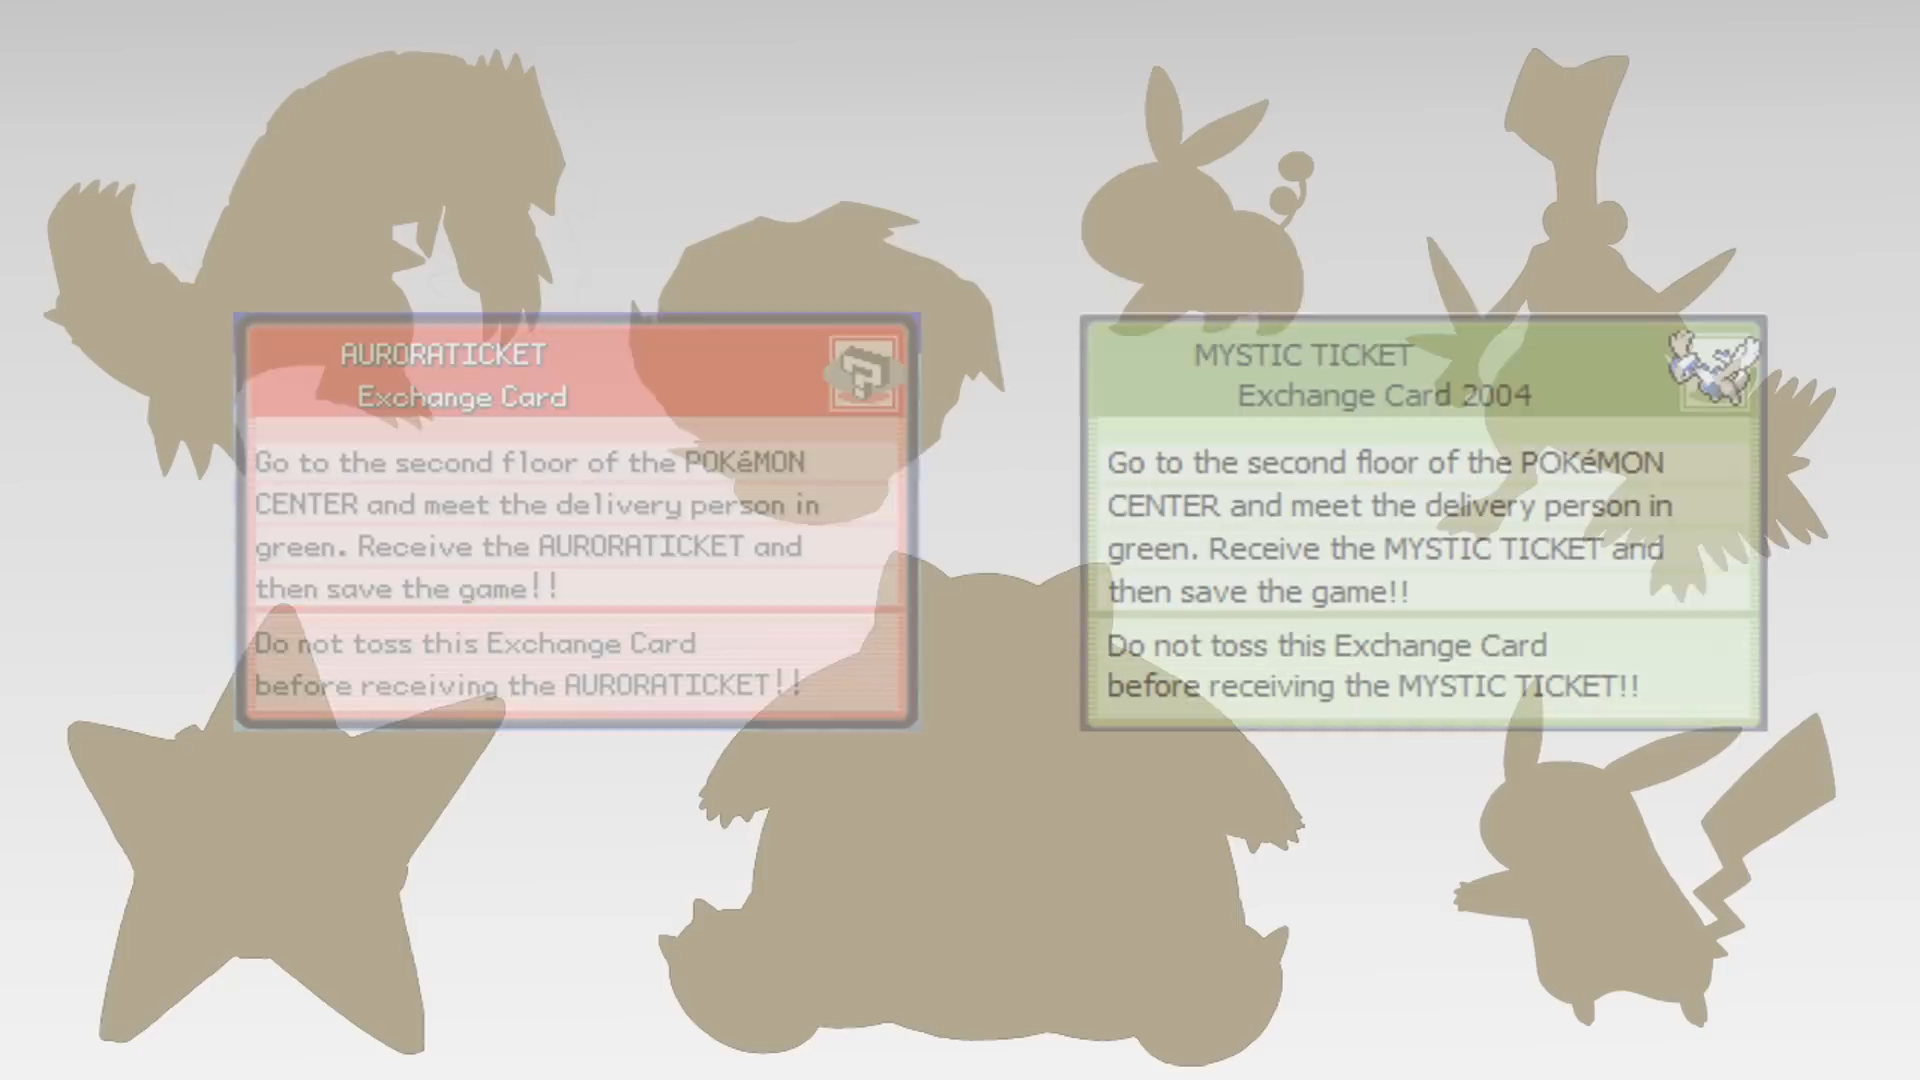 AURORATICKET
Exchange Card
Go to the second floor of the POKéMON
CENTER and meet the delivery person in
green. Receive the AURORATICKET and
then save the game!!
Do not toss this Exchange Card
before receiving the AURORATICKET!!
MYSTIC TICKET
Exchange Card 2004
Go to the second floor of the POKéMON
CENTER and meet the delivery person in
green. Receive the MYSTIC TICKET and
then save the game!!
Do not toss this Exchange Card
before receiving the MYSTIC TICKET!!